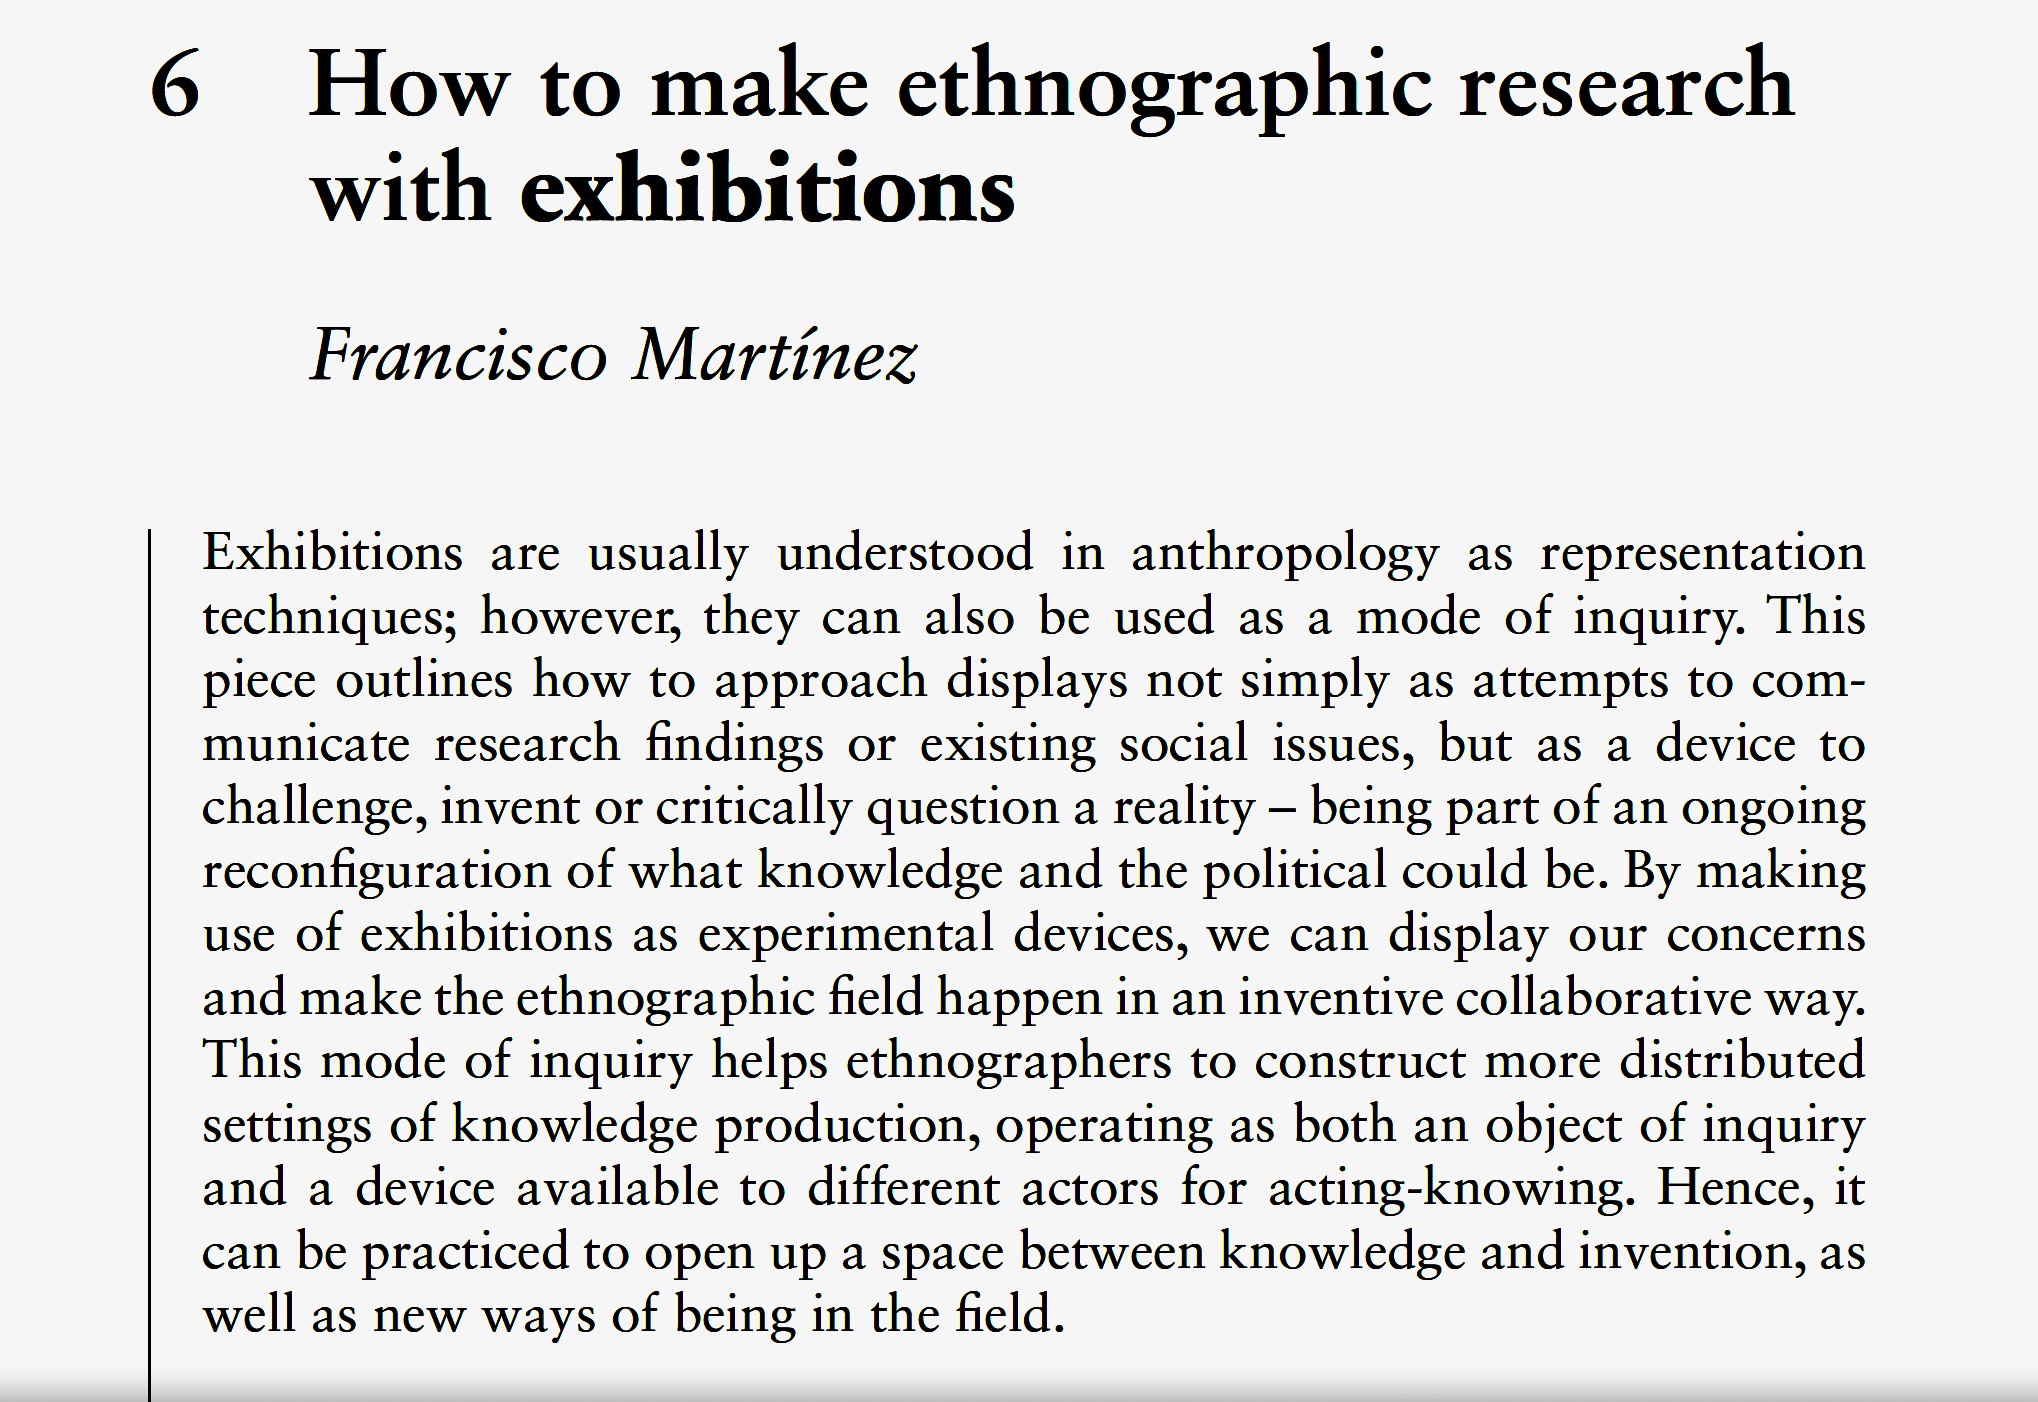 6 How to make ethnographic research
with exhibitions
Francisco Martínez
Exhibitions are usually understood in anthropology as representation
techniques; however, they can also be used as a mode of inquiry. This
piece outlines how to approach displays not simply as attempts to com-
municate research findings or existing social issues, but as a device to
challenge, invent or critically question a reality – being part of an ongoing
reconfiguration of what knowledge and the political could be. By making
use of exhibitions as experimental devices, we can display our concerns
and make the ethnographic field happen in an inventive collaborative way.
This mode of inquiry helps ethnographers to construct more distributed
settings of knowledge production, operating as both an object of inquiry
and a device available to different actors for acting-knowing. Hence, it
can be practiced to open up a space between knowledge and invention, as
well as new ways of being in the field.